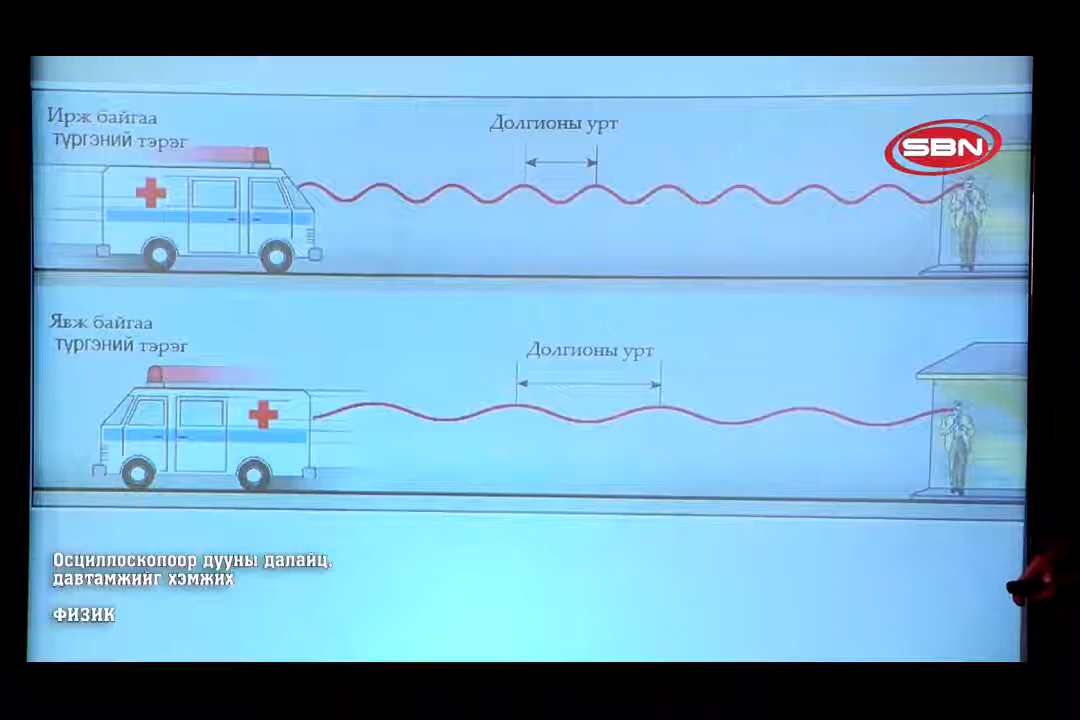 Ирж байгаа
түргэний тэрэг
Долгионы урт
SBN
Явж байгаа
түргэний тэрэг
Долгионы урт
Осциллоскопоор дууны далайц,
давтамжийг хэмжих
ФИЗИК